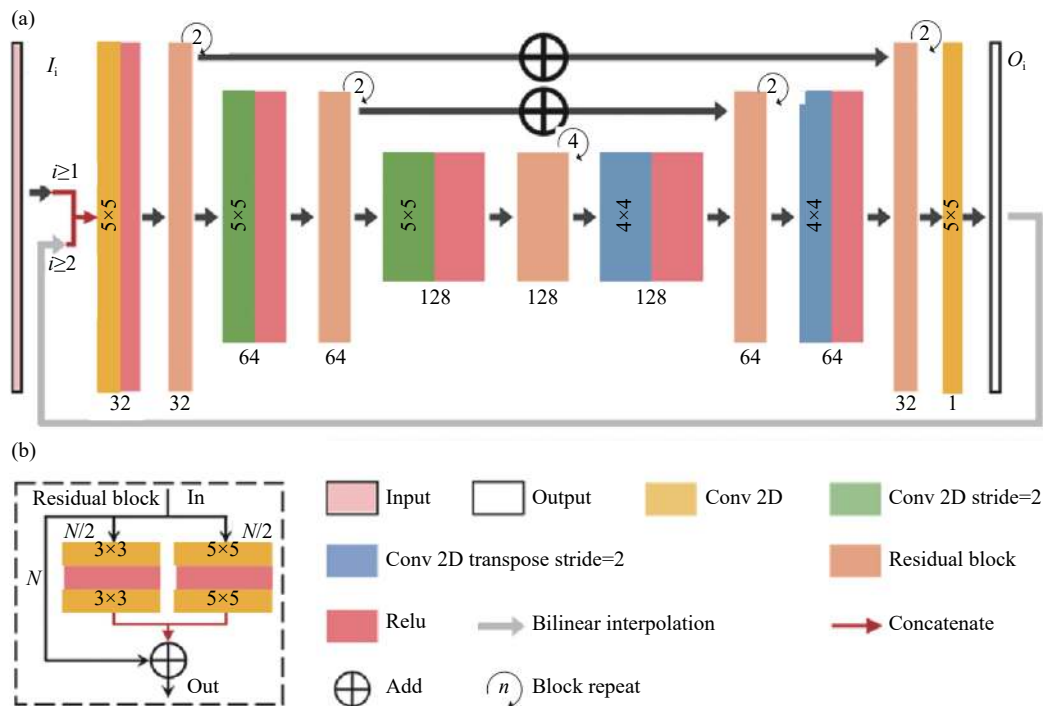 (a)
2
2
I_i
O_i
2
2
4
i≥1
i≥2
5×5
5×5
5×5
4×4
4×4
5×5
128
128
128
64
64
64
64
32
32
32
1
(b)
Residual block
In
N/2
N/2
3×3
5×5
N
3×3
5×5
Out
Input
Output
Conv 2D
Conv 2D stride=2
Conv 2D transpose stride=2
Residual block
Relu
Bilinear interpolation
Concatenate
Add
n
Block repeat